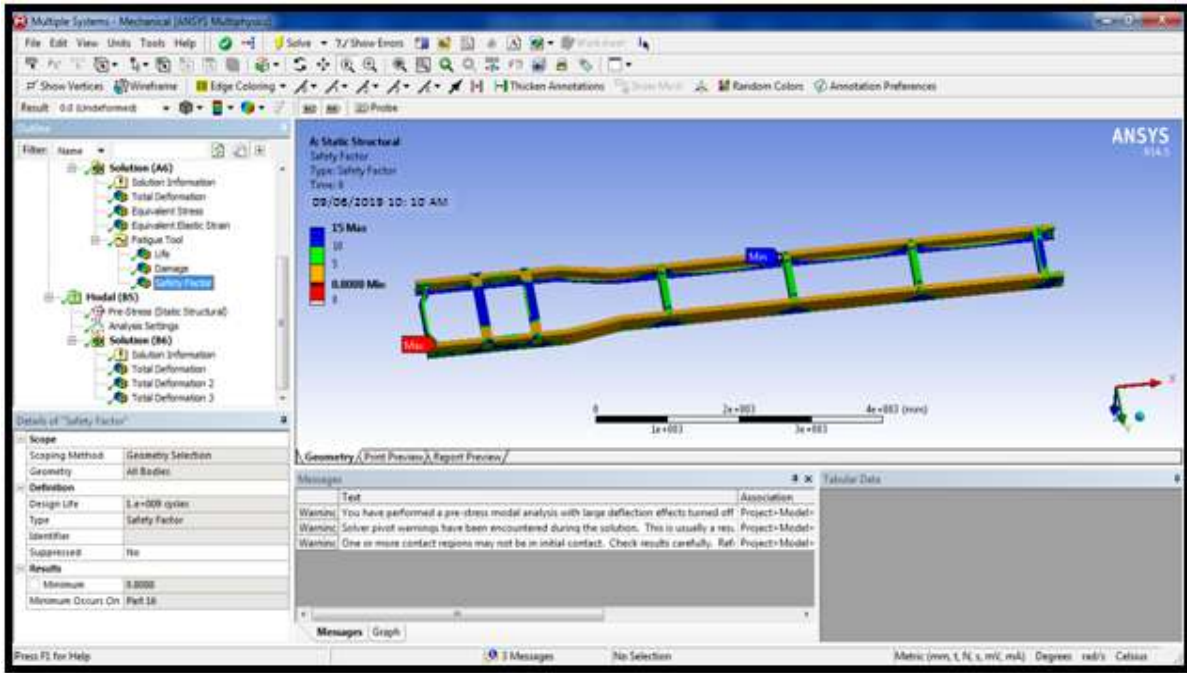 Multiple Systems - Mechanical [ANSYS Multiphysics]
File Edit View Units Tools Help Solve ?/ Show Errors Worksheet
Show Vertices Wireframe Edge Coloring Thicken Annotations Show Mesh Random Colors Annotation Preferences
Result 0.0 (Undeformed) Probe
Outline
Filter: Name
Solution (A6)
Solution Information
Total Deformation
Equivalent Stress
Equivalent Elastic Strain
Fatigue Tool
Life
Damage
Safety Factor
Modal (B5)
Pre-Stress (Static Structural)
Analysis Settings
Solution (B6)
Solution Information
Total Deformation
Total Deformation 2
Total Deformation 3
Details of "Safety Factor"
Scope
Scoping Method Geometry Selection
Geometry All Bodies
Definition
Design Life 1.e+009 cycles
Type Safety Factor
Identifier
Suppressed No
Results
Minimum 0.8000
Minimum Occurs On Part 16
A: Static Structural
Safety Factor
Type: Safety Factor
Time: 0
09/06/2019 10: 10 AM
15 Max
10
5
0.8000 Min
0
Min
Max
ANSYS
R14.5
X
Y
0 2e+003 4e+003 (mm)
1e+003 3e+003
Geometry Print Preview Report Preview
Messages
Text Association
Warning You have performed a pre-stress modal analysis with large deflection effects turned off Project>Model>
Warning Solver pivot warnings have been encountered during the solution. This is usually a resu Project>Model>
Warning One or more contact regions may not be in initial contact. Check results carefully. Refe Project>Model>
Messages Graph
Tabular Data
Press F1 for Help 3 Messages No Selection Metric (mm, t, N, s, mV, mA) Degrees rad/s Celsius